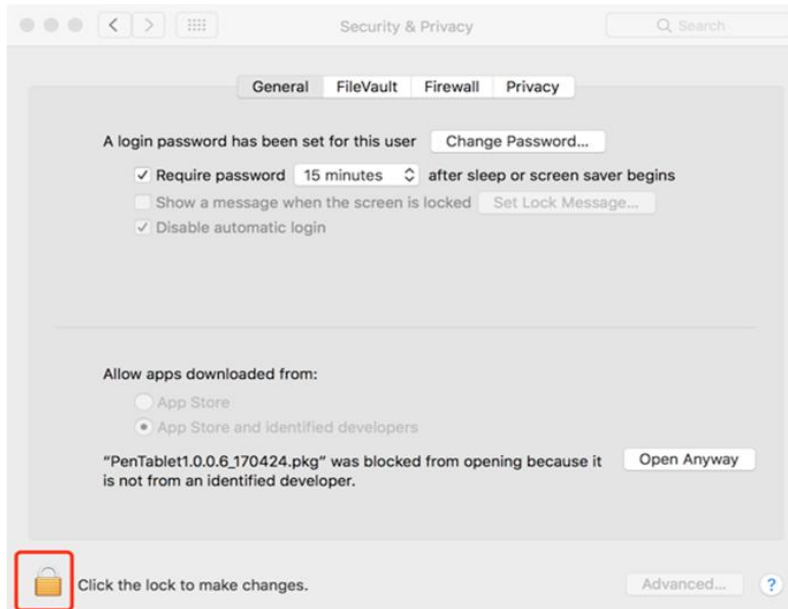 Security & Privacy
Search
General FileVault Firewall Privacy
A login password has been set for this user Change Password...
Require password 15 minutes after sleep or screen saver begins
Show a message when the screen is locked Set Lock Message...
Disable automatic login
Allow apps downloaded from:
App Store
App Store and identified developers
“PenTablet1.0.0.6_170424.pkg” was blocked from opening because it
is not from an identified developer.
Open Anyway
Click the lock to make changes.
Advanced...
?